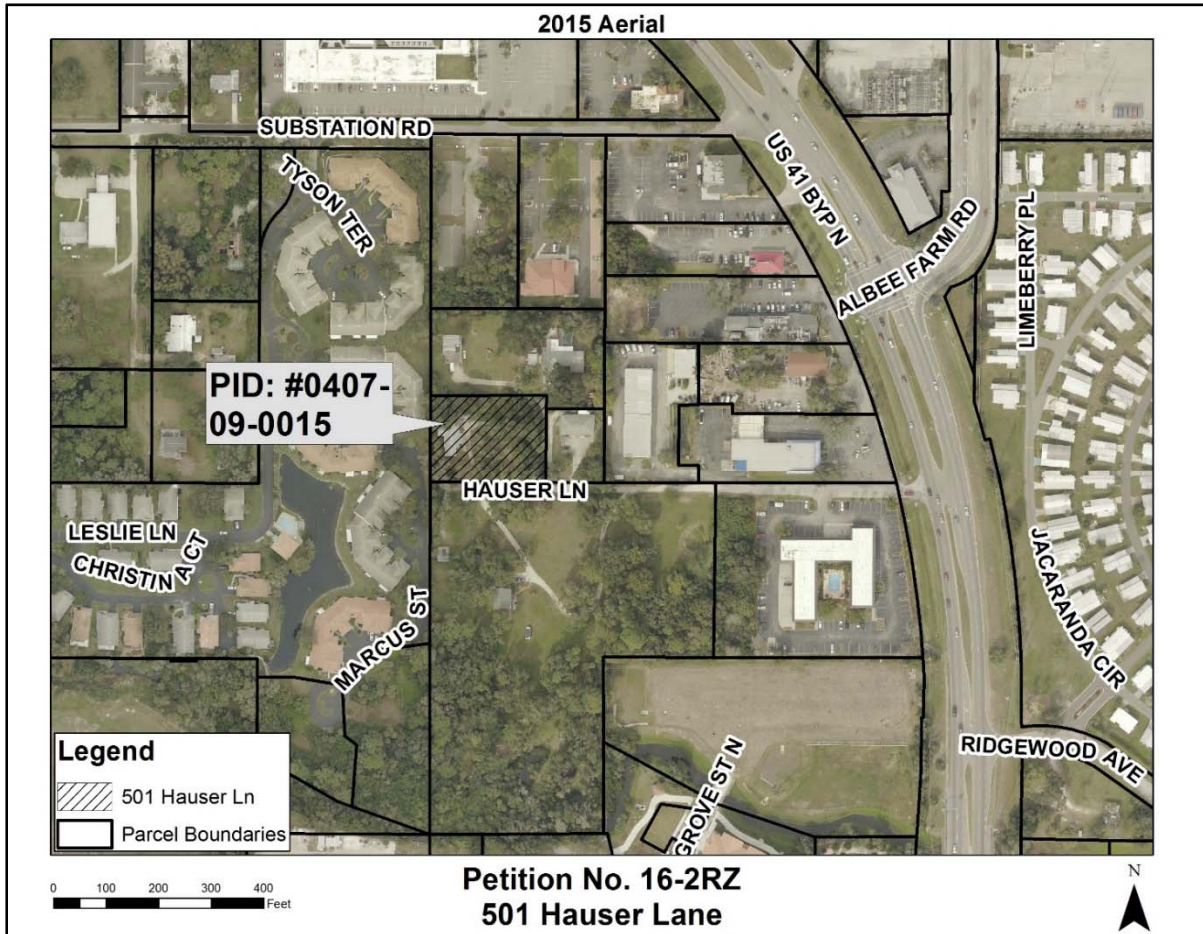 2015 Aerial
SUBSTATION RD
TYSON TER
US 41 BYP N
ALBEE FARM RD
LIMEBERRY PL
PID: #0407-
09-0015
HAUSER LN
LESLIE LN
CHRISTIN A CT
MARCUS ST
JACARANDA CIR
RIDGEWOOD AVE
GROVE ST N
Legend
501 Hauser Ln
Parcel Boundaries
0 100 200 300 400
Feet
Petition No. 16-2RZ
501 Hauser Lane
N